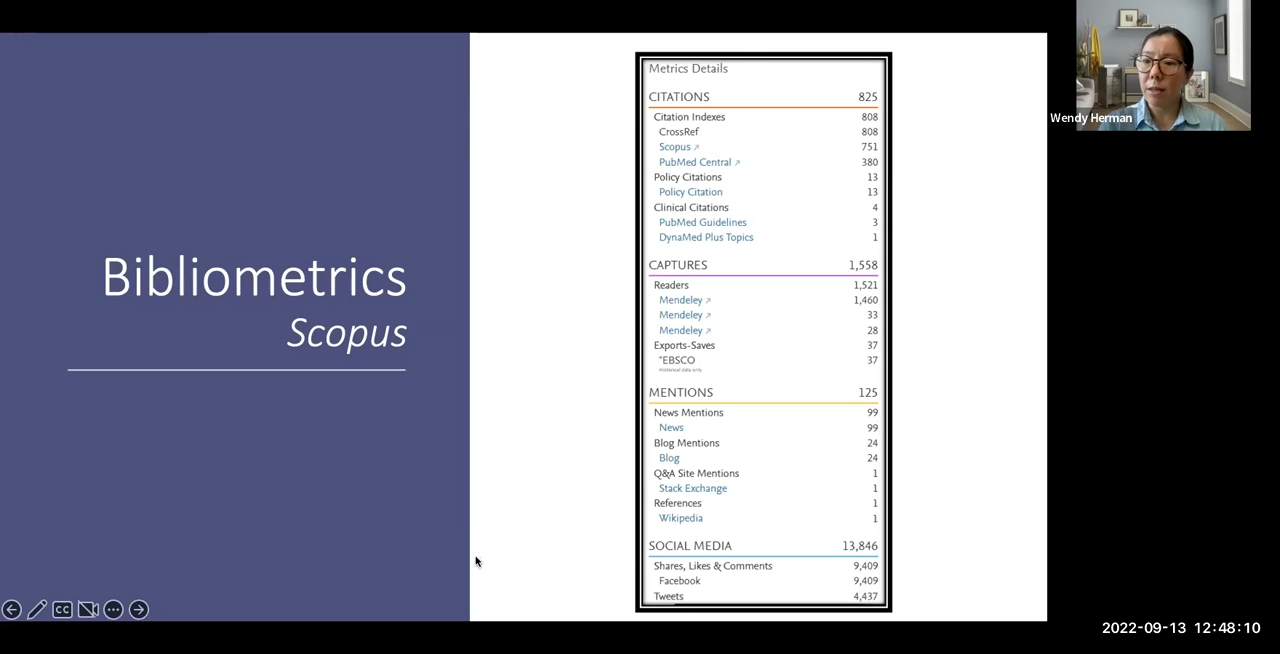 Bibliometrics
Scopus
Metrics Details
CITATIONS 825
Citation Indexes 808
CrossRef 808
Scopus ↗ 751
PubMed Central ↗ 380
Policy Citations 13
Policy Citation 13
Clinical Citations 4
PubMed Guidelines 3
DynaMed Plus Topics 1
CAPTURES 1,558
Readers 1,521
Mendeley ↗ 1,460
Mendeley ↗ 33
Mendeley ↗ 28
Exports-Saves 37
*EBSCO 37
Historical data only
MENTIONS 125
News Mentions 99
News 99
Blog Mentions 24
Blog 24
Q&A Site Mentions 1
Stack Exchange 1
References 1
Wikipedia 1
SOCIAL MEDIA 13,846
Shares, Likes & Comments 9,409
Facebook 9,409
Tweets 4,437
Wendy Herman
CC
2022-09-13 12:48:10